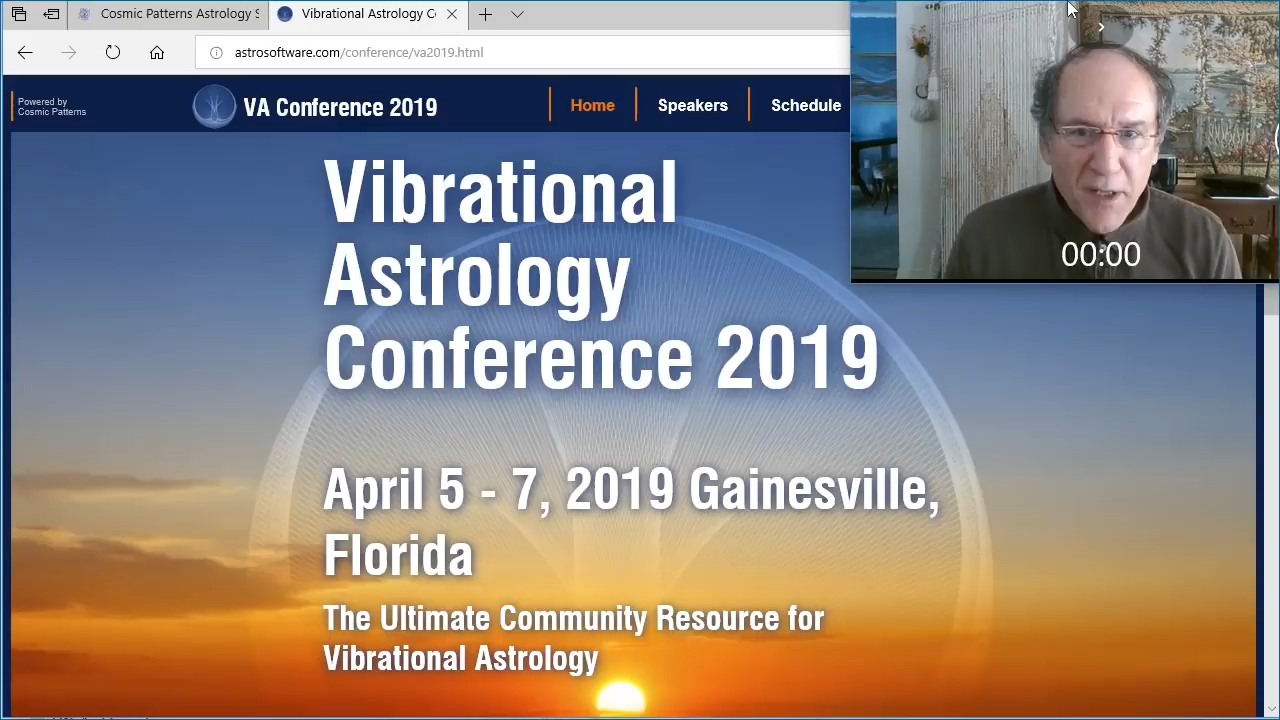 Cosmic Patterns Astrology S
Vibrational Astrology Co
astrosoftware.com/conference/va2019.html
Powered by
Cosmic Patterns
VA Conference 2019
Home
Speakers
Schedule
00:00
Vibrational
Astrology
Conference 2019
April 5 - 7, 2019 Gainesville,
Florida
The Ultimate Community Resource for
Vibrational Astrology